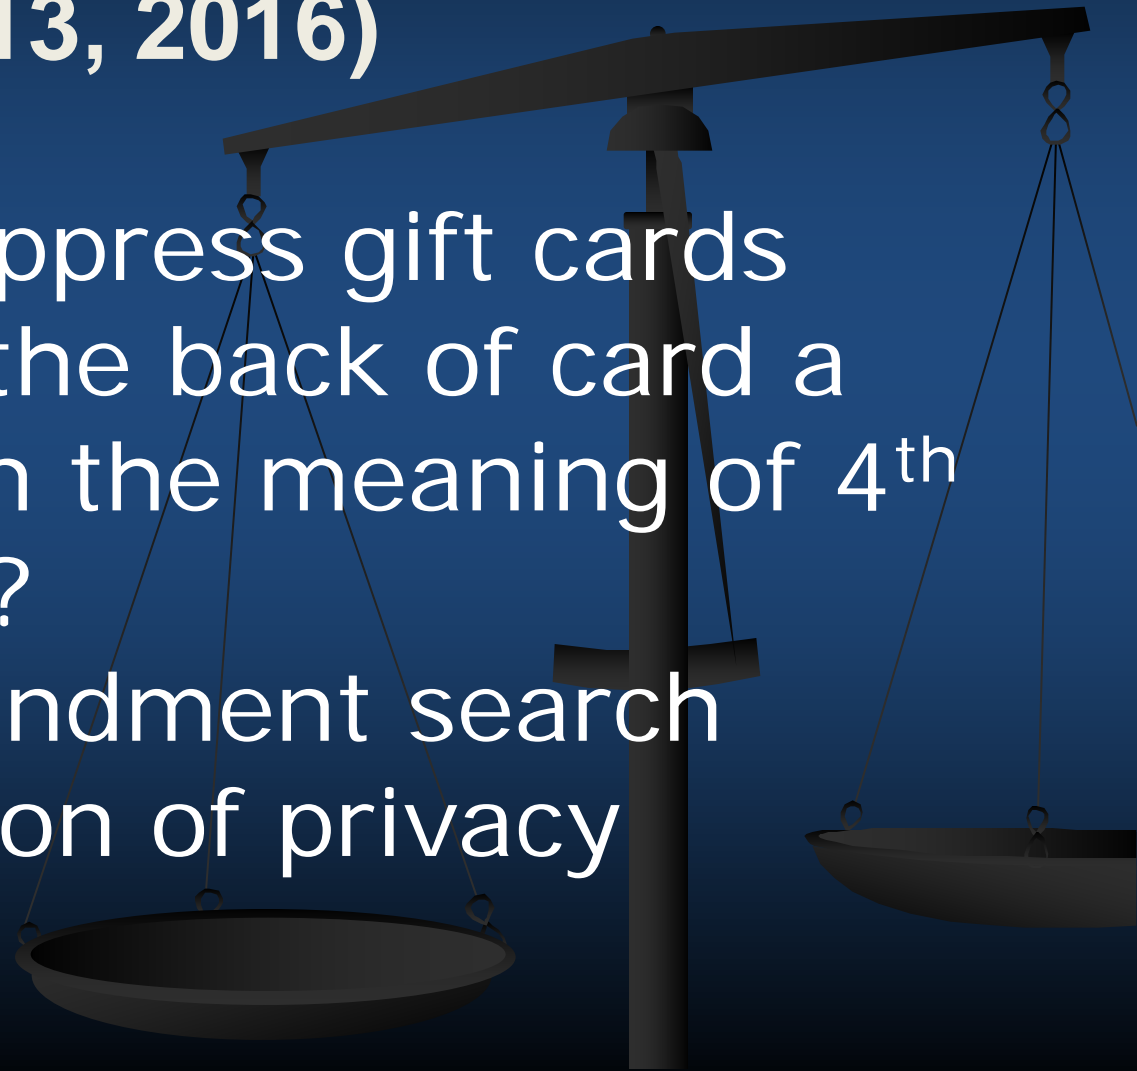 13, 2016)
ppress gift cards
the back of card a
n the meaning of 4th
?
ndment search
on of privacy